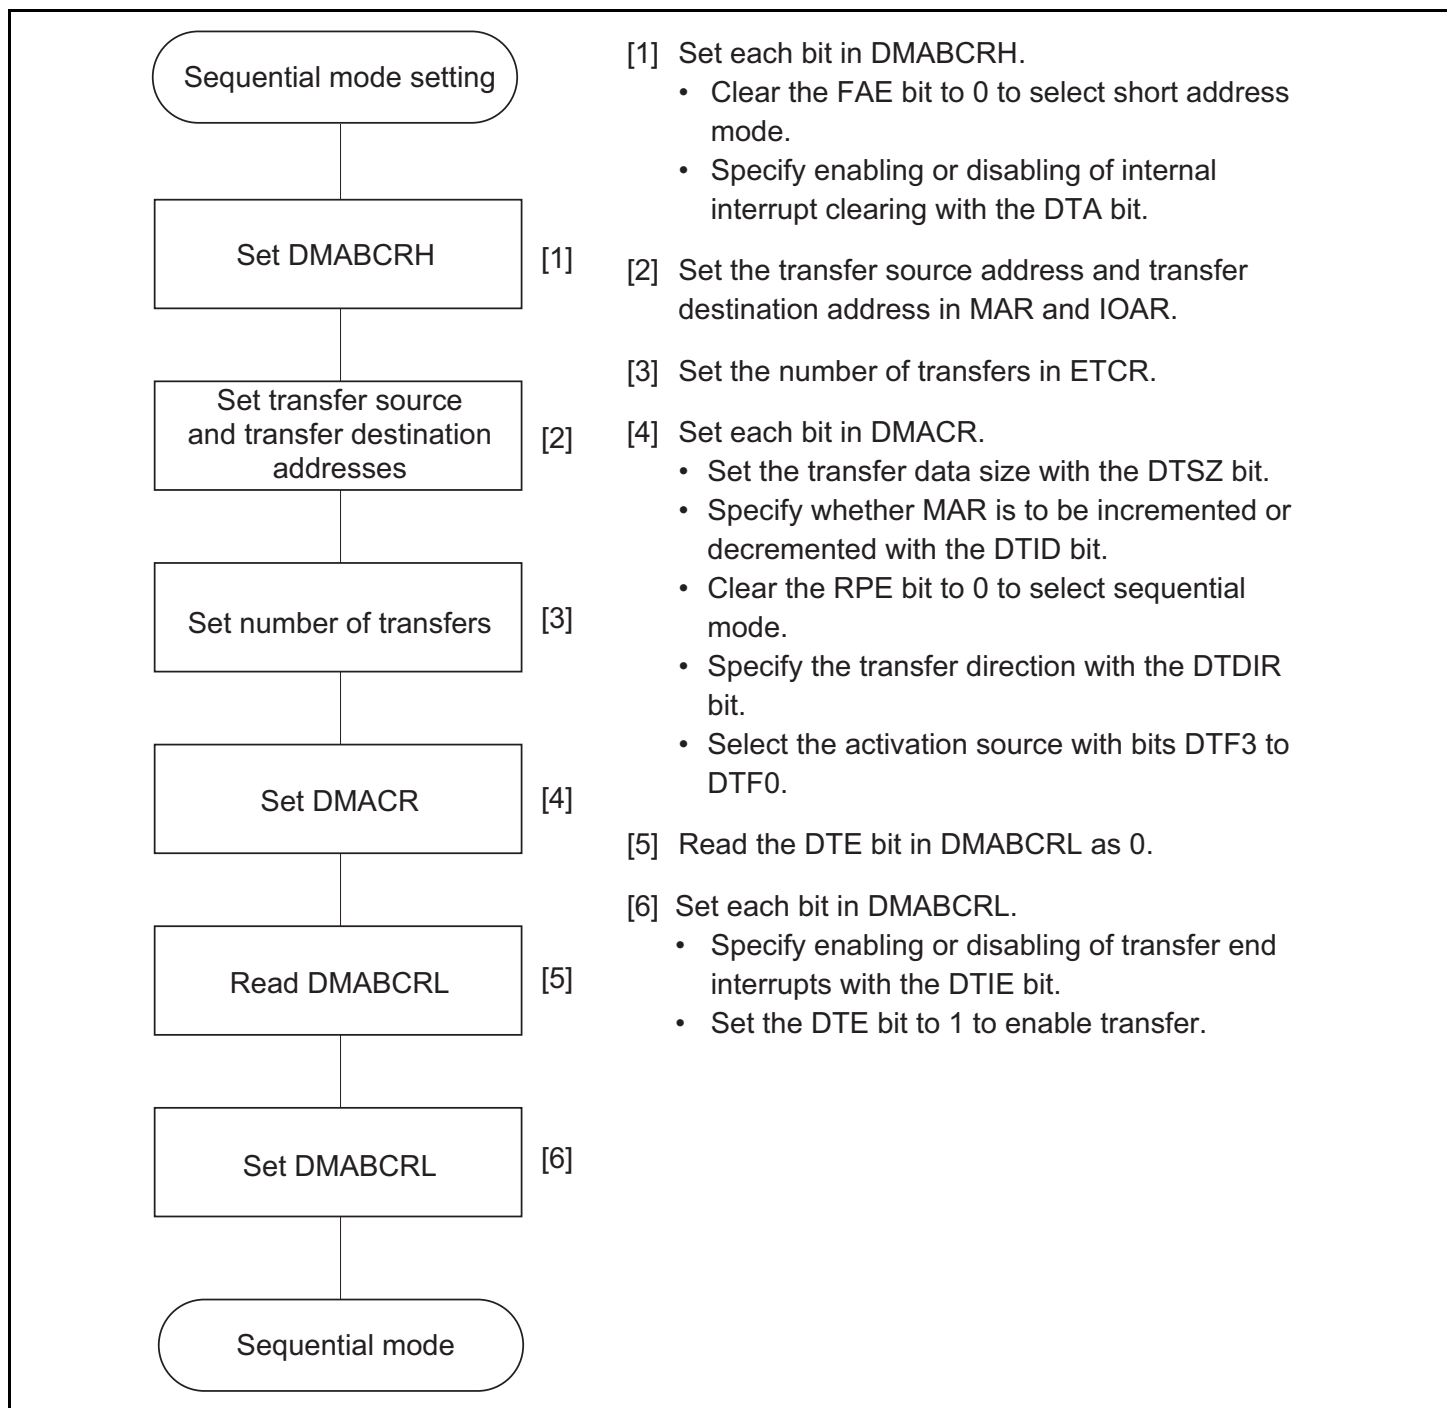 Sequential mode setting
Set DMABCRH
[1]
Set transfer source
and transfer destination
addresses
[2]
Set number of transfers
[3]
Set DMACR
[4]
Read DMABCRL
[5]
Set DMABCRL
[6]
Sequential mode
[1] Set each bit in DMABCRH.
• Clear the FAE bit to 0 to select short address
mode.
• Specify enabling or disabling of internal
interrupt clearing with the DTA bit.
[2] Set the transfer source address and transfer
destination address in MAR and IOAR.
[3] Set the number of transfers in ETCR.
[4] Set each bit in DMACR.
• Set the transfer data size with the DTSZ bit.
• Specify whether MAR is to be incremented or
decremented with the DTID bit.
• Clear the RPE bit to 0 to select sequential
mode.
• Specify the transfer direction with the DTDIR
bit.
• Select the activation source with bits DTF3 to
DTF0.
[5] Read the DTE bit in DMABCRL as 0.
[6] Set each bit in DMABCRL.
• Specify enabling or disabling of transfer end
interrupts with the DTIE bit.
• Set the DTE bit to 1 to enable transfer.